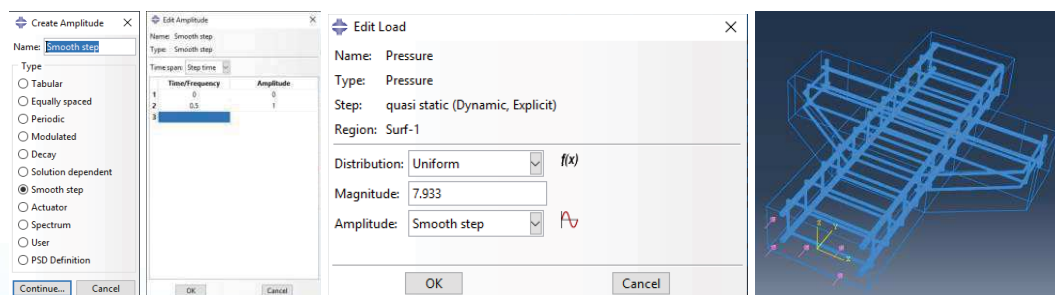 Create Amplitude
Name: Smooth step
Type
Tabular
Equally spaced
Periodic
Modulated
Decay
Solution dependent
Smooth step
Actuator
Spectrum
User
PSD Definition
Continue... Cancel
Edit Amplitude
Name: Smooth step
Type: Smooth step
Time span: Step time
Time/Frequency Amplitude
1 0 0
2 0.5 1
3
OK Cancel
Edit Load
Name: Pressure
Type: Pressure
Step: quasi static (Dynamic, Explicit)
Region: Surf-1
Distribution: Uniform f(x)
Magnitude: 7.933
Amplitude: Smooth step
OK Cancel